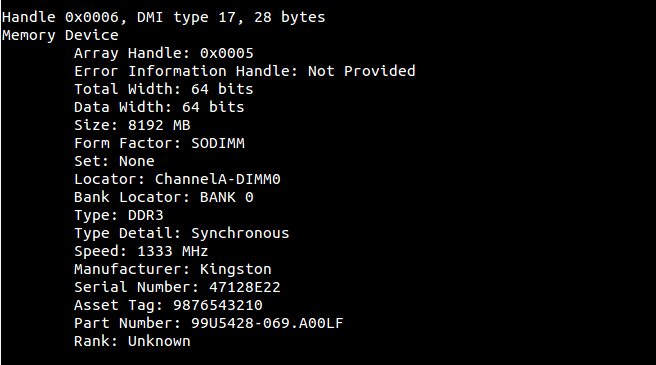 Handle 0x0006, DMI type 17, 28 bytes
Memory Device
Array Handle: 0x0005
Error Information Handle: Not Provided
Total Width: 64 bits
Data Width: 64 bits
Size: 8192 MB
Form Factor: SODIMM
Set: None
Locator: ChannelA-DIMM0
Bank Locator: BANK 0
Type: DDR3
Type Detail: Synchronous
Speed: 1333 MHz
Manufacturer: Kingston
Serial Number: 47128E22
Asset Tag: 9876543210
Part Number: 99U5428-069.A00LF
Rank: Unknown